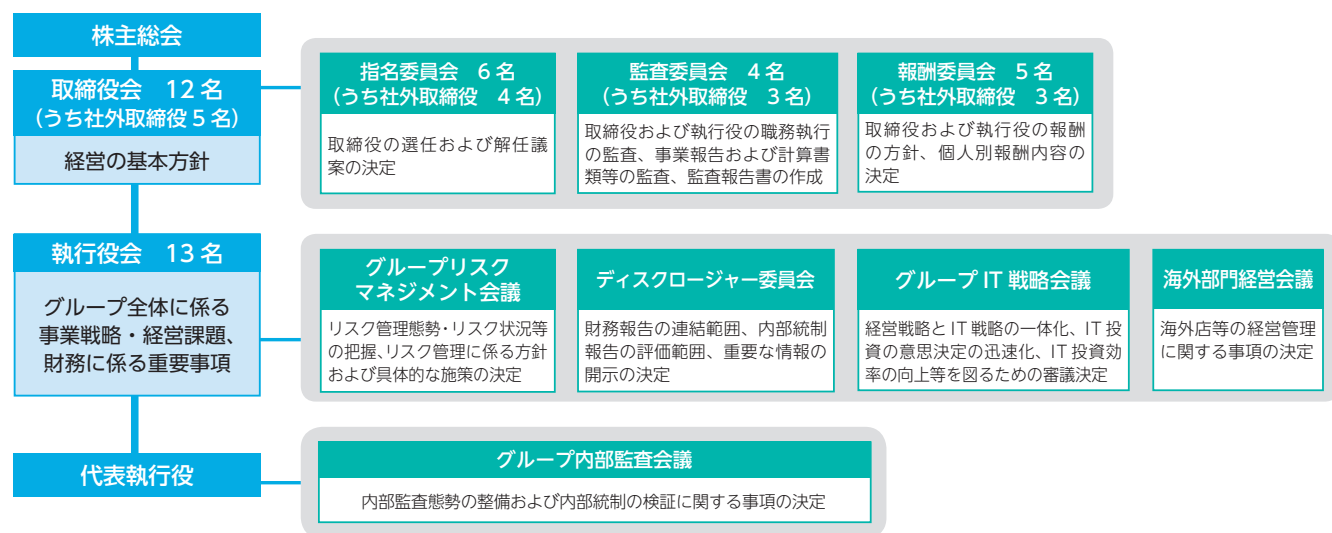 株主総会
取締役会　12名
(うち社外取締役5名)
経営の基本方針
指名委員会　6名
(うち社外取締役　4名)
取締役の選任および解任議
案の決定
監査委員会　4名
(うち社外取締役　3名)
取締役および執行役の職務執行
の監査、事業報告および計算書
類等の監査、監査報告書の作成
報酬委員会　5名
(うち社外取締役　3名)
取締役および執行役の報酬
の方針、個人別報酬内容の
決定
執行役会　13名
グループ全体に係る
事業戦略・経営課題、
財務に係る重要事項
グループリスク
マネジメント会議
リスク管理態勢・リスク状況等
の把握、リスク管理に係る方針
および具体的な施策の決定
ディスクロージャー委員会
財務報告の連結範囲、内部統制
報告の評価範囲、重要な情報の
開示の決定
グループIT戦略会議
経営戦略とIT戦略の一体化、IT投
資の意思決定の迅速化、IT投資効
率の向上等を図るための審議決定
海外部門経営会議
海外店等の経営管理
に関する事項の決定
代表執行役
グループ内部監査会議
内部監査態勢の整備および内部統制の検証に関する事項の決定